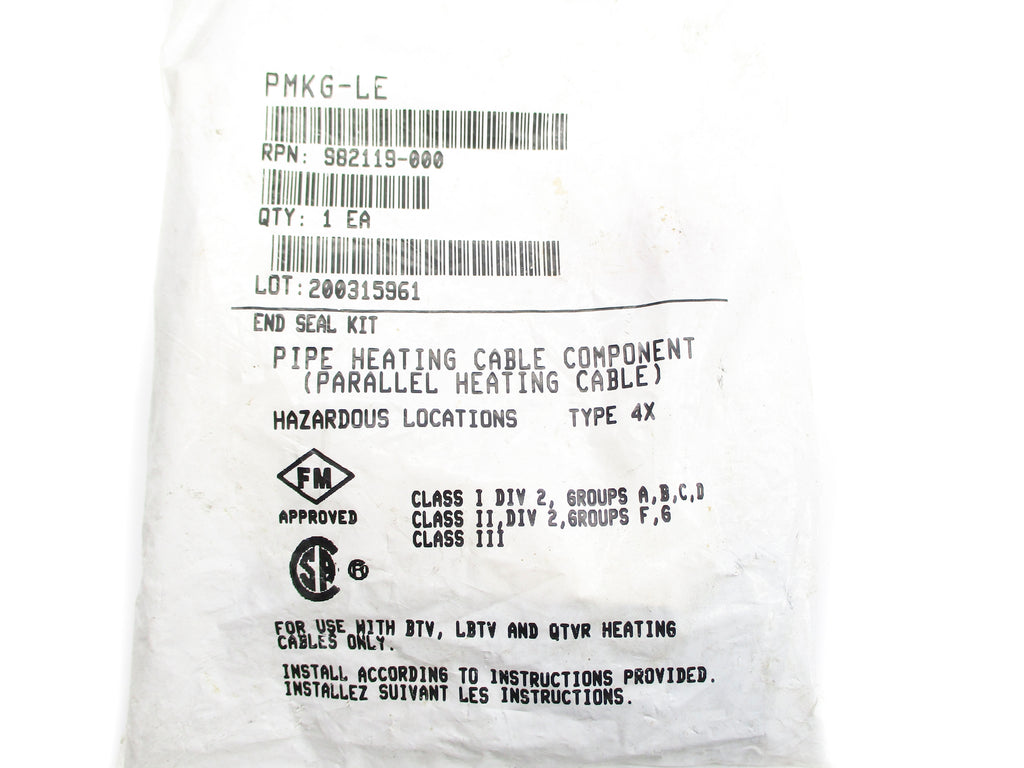 PMKG-LE
RPN: 982119-000
QTY: 1 EA
LOT: 200315961
END SEAL KIT
PIPE HEATING CABLE COMPONENT
(PARALLEL HEATING CABLE)
HAZARDOUS LOCATIONS TYPE 4X
FM
APPROVED
CLASS I DIV 2, GROUPS A,B,C,D
CLASS II,DIV 2,GROUPS F,G
CLASS III
CSA ®
FOR USE WITH BTV, LBTV AND QTVR HEATING
CABLES ONLY.
INSTALL ACCORDING TO INSTRUCTIONS PROVIDED.
INSTALLEZ SUIVANT LES INSTRUCTIONS.